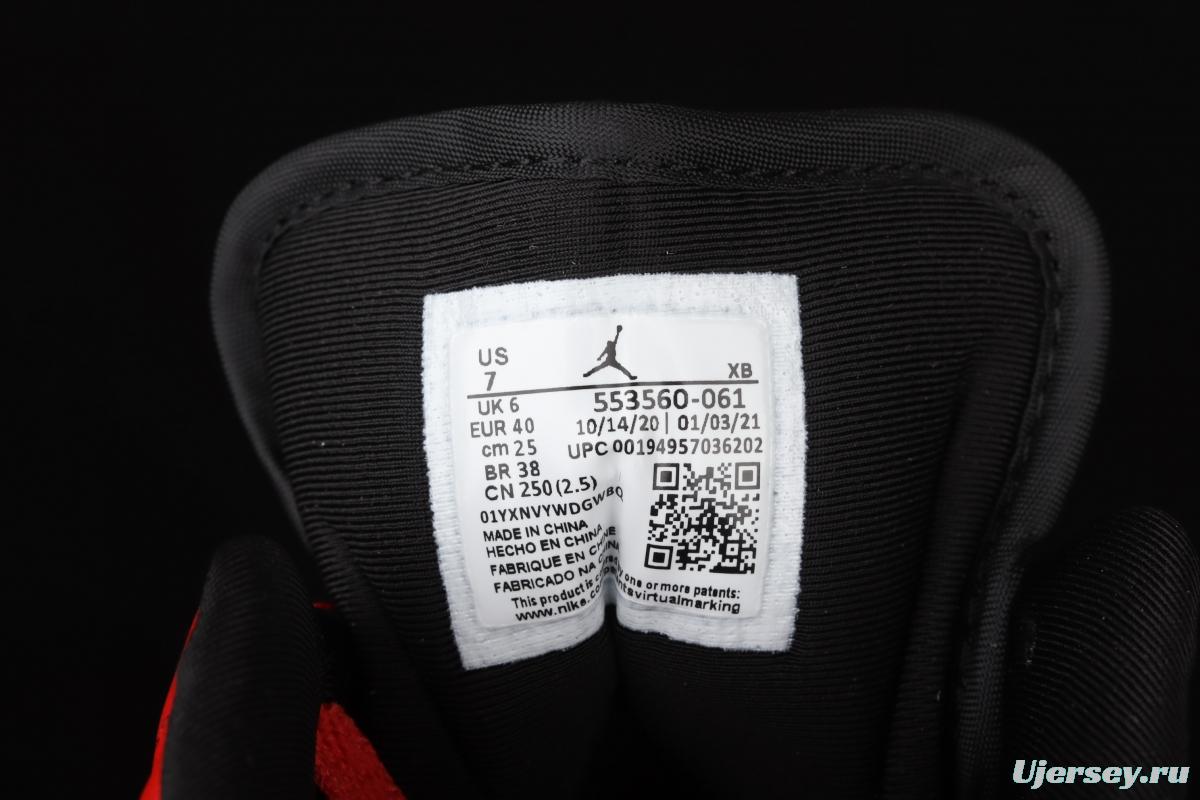 US
7
XB
UK 6
553560-061
EUR 40
10/14/20 | 01/03/21
cm 25
UPC 00194957036202
BR 38
CN 250 (2.5)
01YXNVYWDGWBQ
MADE IN CHINA
HECHO EN CHINA
FABRIQUE EN CHINE
FABRICADO NA CHINA
This product is by one or more patents:
www.nike.
virtualmarking
Ujersey.ru